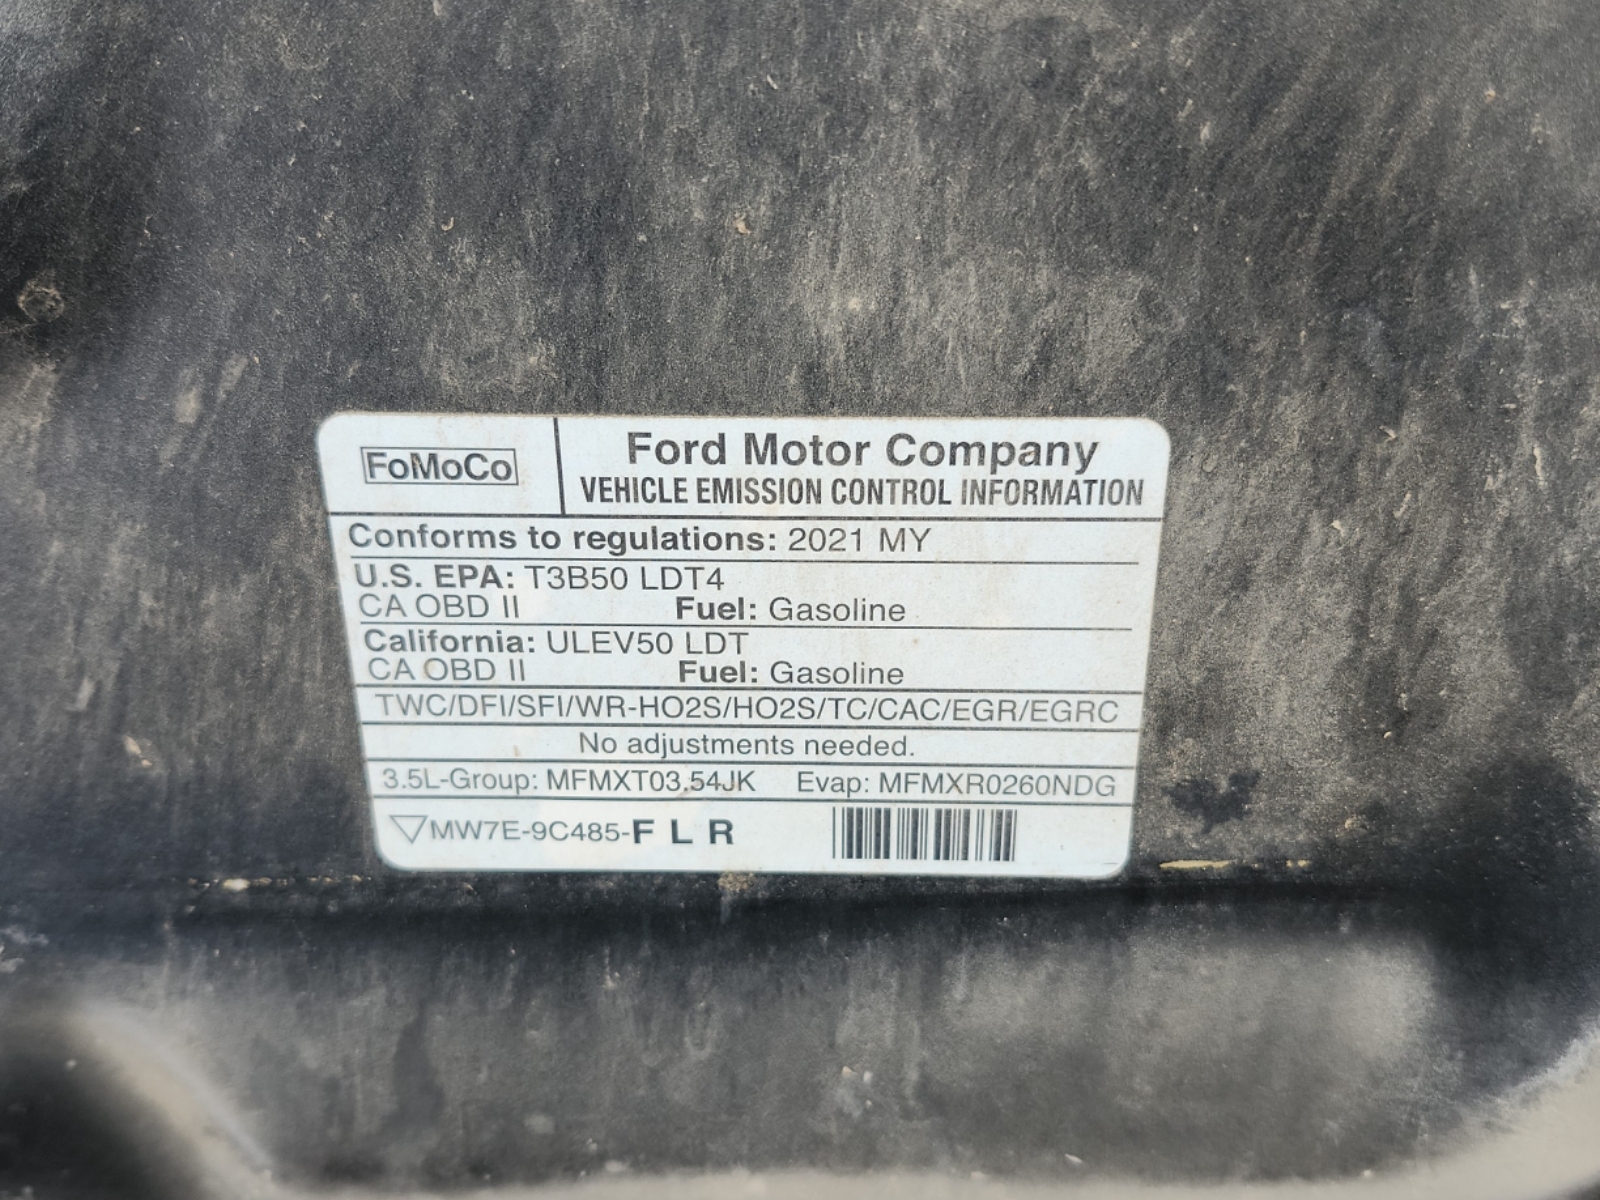 FoMoCo
Ford Motor Company
VEHICLE EMISSION CONTROL INFORMATION
Conforms to regulations: 2021 MY
U.S. EPA: T3B50 LDT4
CA OBD II Fuel: Gasoline
California: ULEV50 LDT
CA OBD II Fuel: Gasoline
TWC/DFI/SFI/WR-HO2S/HO2S/TC/CAC/EGR/EGRC
No adjustments needed.
3.5L-Group: MFMXT03.54JK Evap: MFMXR0260NDG
MW7E-9C485-F L R